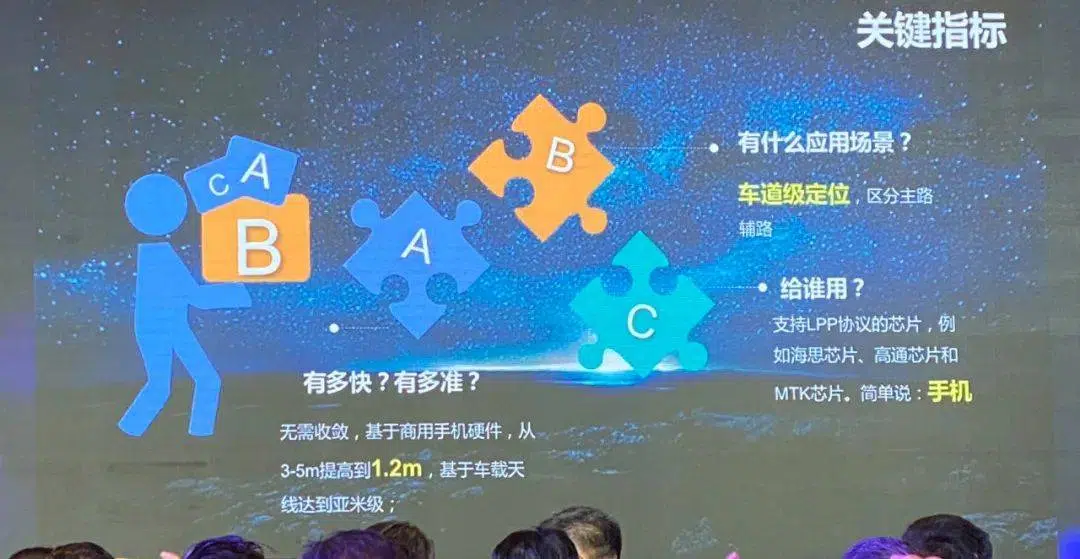 关键指标
C A
B
A
B
C
有多快？有多准？
无需收敛，基于商用手机硬件，从
3-5m提高到1.2m，基于车载天
线达到亚米级；
有什么应用场景？
车道级定位，区分主路
辅路
给谁用？
支持LPP协议的芯片，例
如海思芯片、高通芯片和
MTK芯片。简单说：手机